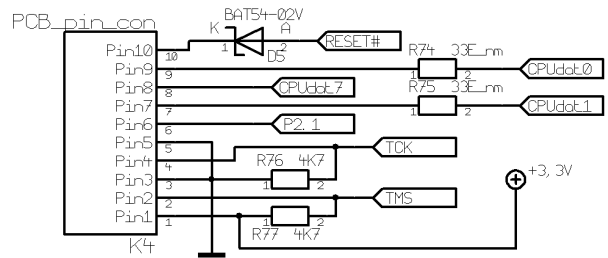 PCB_pin_con
BAT54-02V
K A
1 2
D5
RESET#
Pin10 10
R74 33E_nm
Pin9 9
1 2
CPUdat0
Pin8 8
CPUdat7
R75 33E_nm
Pin7 7
1 2
CPUdat1
Pin6 6
P2.1
Pin5 5
TCK
Pin4 4
R76 4K7
Pin3 3
1 2
+3,3V
Pin2 2
TMS
Pin1 1
1 2
R77 4K7
K4